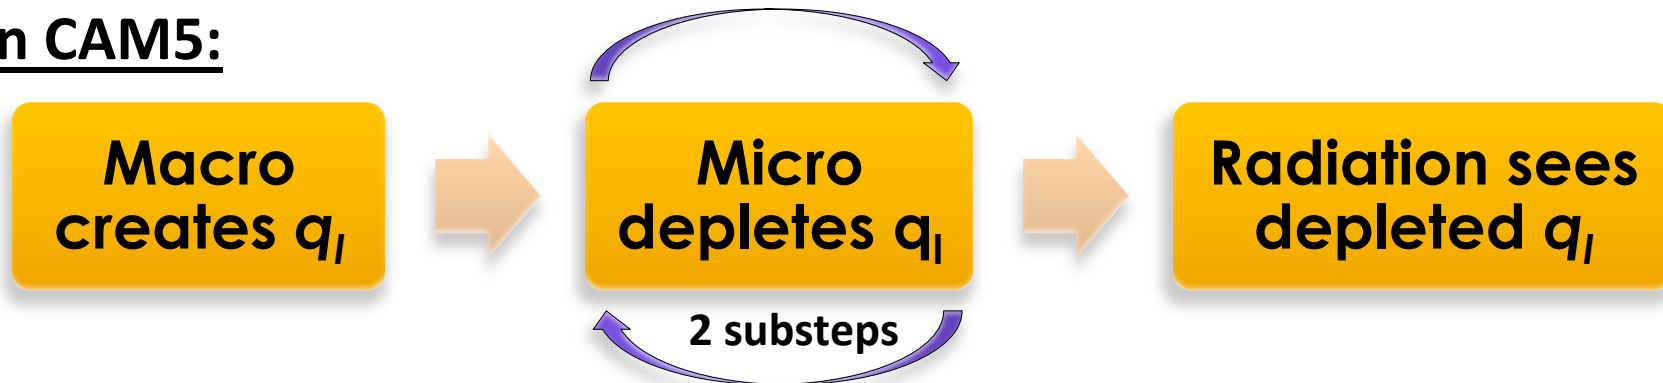 n CAM5:
Macro
creates qₗ
Micro
depletes qₗ
Radiation sees
depleted qₗ
2 substeps